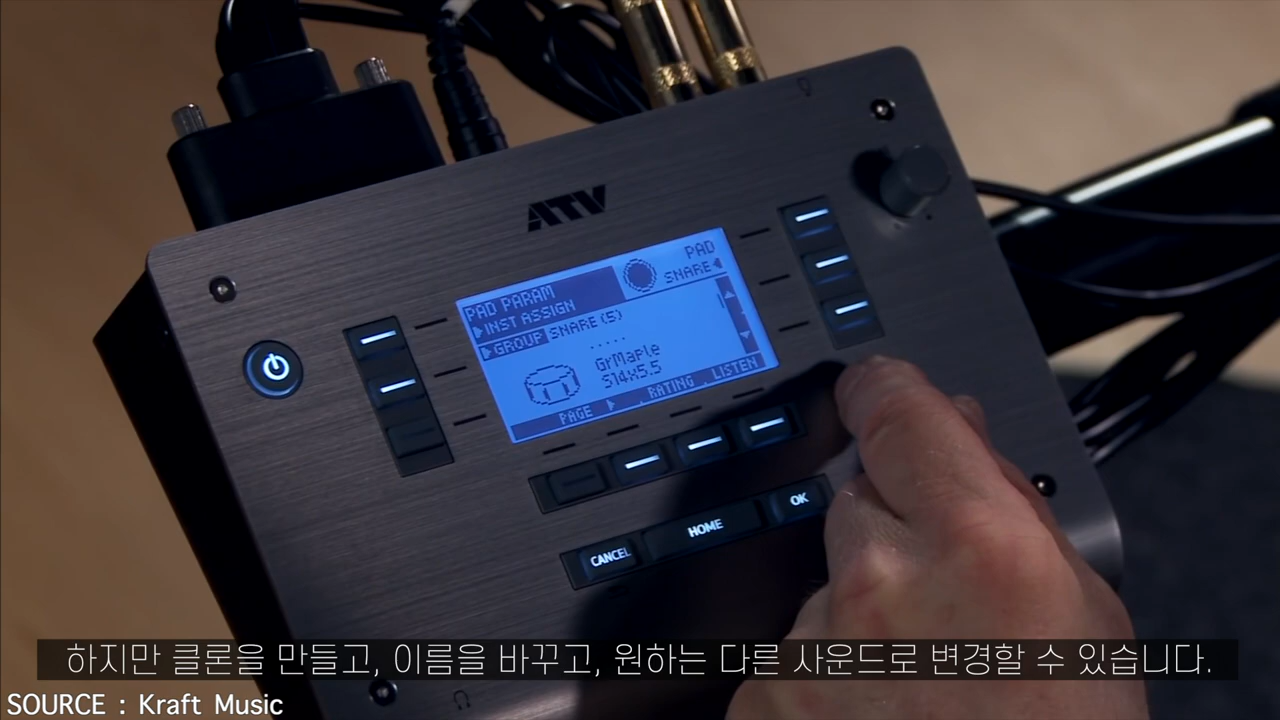 ATV
PAD PARAM
PAD
SNARE
INST ASSIGN
GROUP SNARE(S)
.....
GrMaple
S14x5.5
PAGE RATING LISTEN
CANCEL HOME OK
하지만 클론을 만들고, 이름을 바꾸고, 원하는 다른 사운드로 변경할 수 있습니다.
SOURCE : Kraft Music